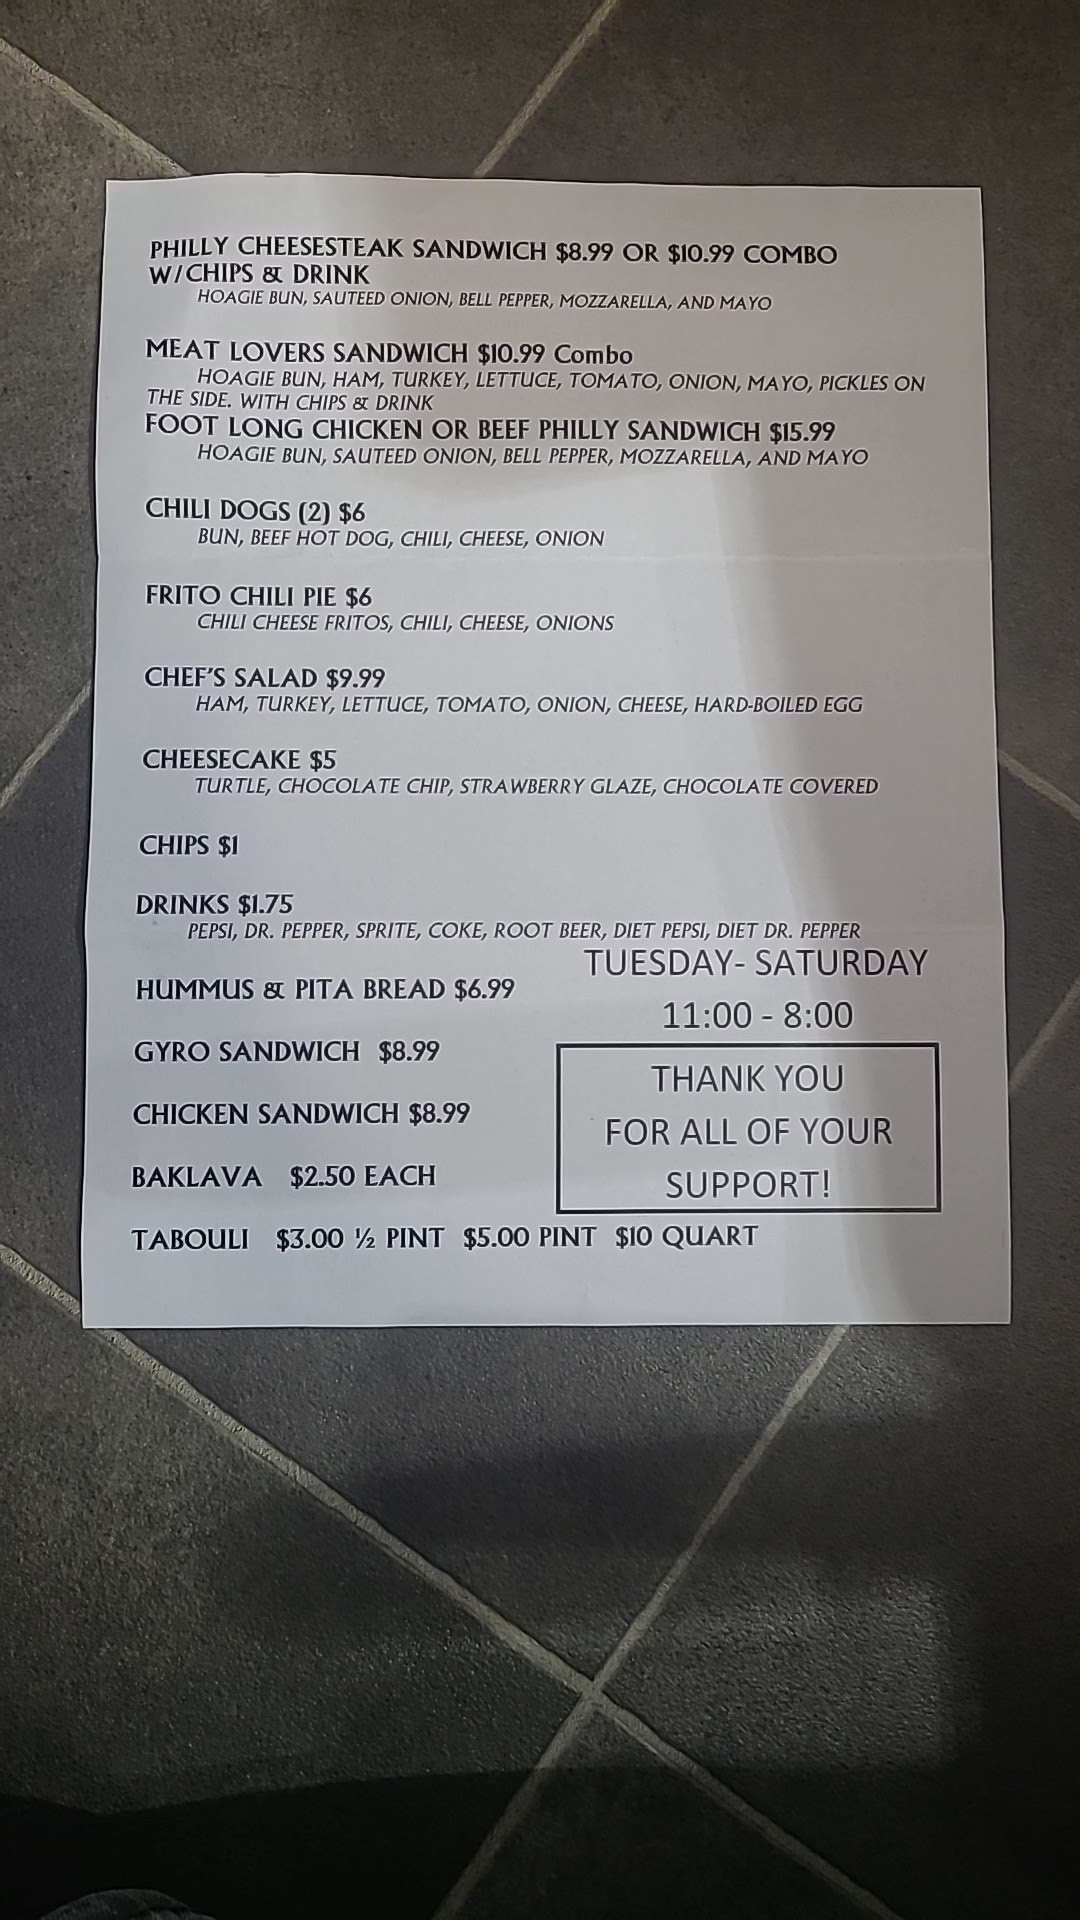 PHILLY CHEESESTEAK SANDWICH $8.99 OR $10.99 COMBO
W/CHIPS & DRINK
HOAGIE BUN, SAUTEED ONION, BELL PEPPER, MOZZARELLA, AND MAYO
MEAT LOVERS SANDWICH $10.99 Combo
HOAGIE BUN, HAM, TURKEY, LETTUCE, TOMATO, ONION, MAYO, PICKLES ON
THE SIDE. WITH CHIPS & DRINK
FOOT LONG CHICKEN OR BEEF PHILLY SANDWICH $15.99
HOAGIE BUN, SAUTEED ONION, BELL PEPPER, MOZZARELLA, AND MAYO
CHILI DOGS (2) $6
BUN, BEEF HOT DOG, CHILI, CHEESE, ONION
FRITO CHILI PIE $6
CHILI CHEESE FRITOS, CHILI, CHEESE, ONIONS
CHEF'S SALAD $9.99
HAM, TURKEY, LETTUCE, TOMATO, ONION, CHEESE, HARD-BOILED EGG
CHEESECAKE $5
TURTLE, CHOCOLATE CHIP, STRAWBERRY GLAZE, CHOCOLATE COVERED
CHIPS $1
DRINKS $1.75
PEPSI, DR. PEPPER, SPRITE, COKE, ROOT BEER, DIET PEPSI, DIET DR. PEPPER
HUMMUS & PITA BREAD $6.99
GYRO SANDWICH $8.99
CHICKEN SANDWICH $8.99
BAKLAVA $2.50 EACH
TABOULI $3.00 ½ PINT $5.00 PINT $10 QUART
TUESDAY- SATURDAY
11:00 - 8:00
THANK YOU
FOR ALL OF YOUR
SUPPORT!